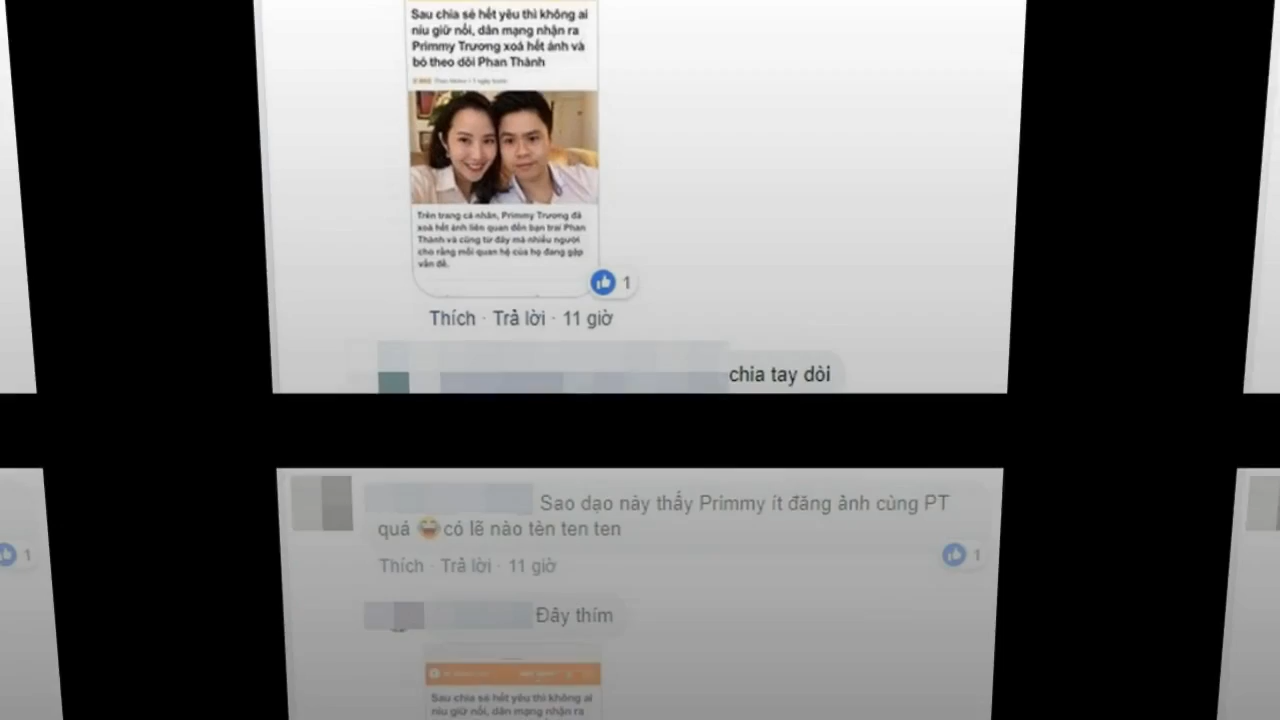 Sau chia sẻ hết yêu thì không ai
níu giữ nổi, dân mạng nhận ra
Primmy Trương xoá hết ảnh và
bỏ theo dõi Phan Thành
Trên trang cá nhân, Primmy Trương đã
xoá hết ảnh liên quan đến bạn trai Phan
Thành và cũng từ đây mà nhiều người
cho rằng mối quan hệ của họ đang gặp
vấn đề.
1
Thích · Trả lời · 11 giờ
chia tay dòi
Sao dạo này thấy Primmy ít đăng ảnh cùng PT
quá 😆 có lẽ nào tèn ten ten
1
1
Thích · Trả lời · 11 giờ
Đây thím
Sau chia sẻ hết yêu thì không ai
níu giữ nổi, dân mạng nhận ra